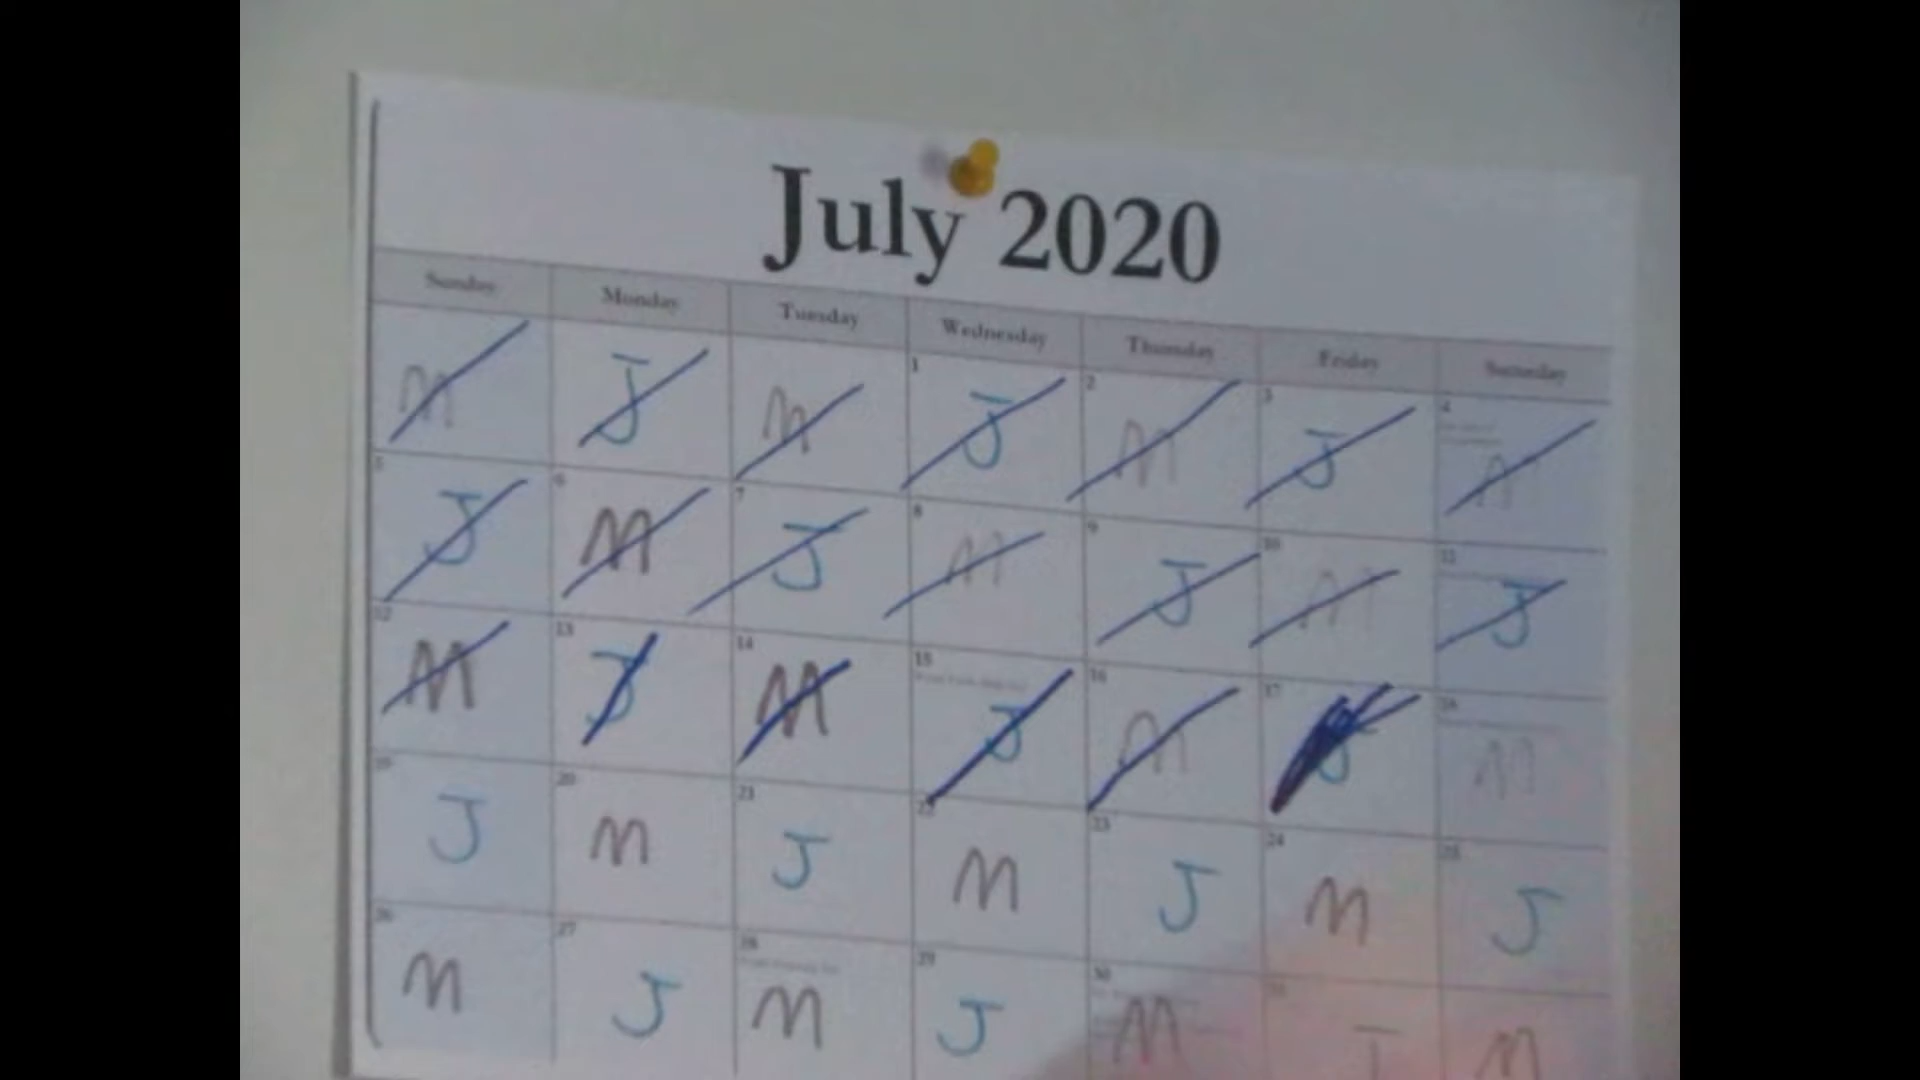 July 2020
Sunday Monday Tuesday Wednesday Thursday Friday Saturday
1 2 3 4
M J M J M J M
5 6 7 8 9 10 11
J M J M J M J
12 13 14 15 16 17 18
M J M J M J M
19 20 21 22 23 24 25
J M J M J M J
26 27 28 29 30 31
M J M J M J M